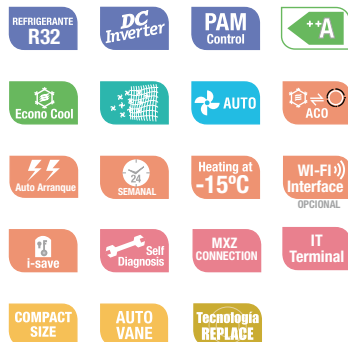 REFRIGERANTE
R32
DC
Inverter
PAM
Control
++A
Econo Cool
AUTO
ACO
Auto Arranque
24
SEMANAL
Heating at
-15ºC
WI-FI
Interface
OPCIONAL
i-save
Self
Diagnosis
MXZ
CONNECTION
IT
Terminal
COMPACT
SIZE
AUTO
VANE
Tecnología
REPLACE